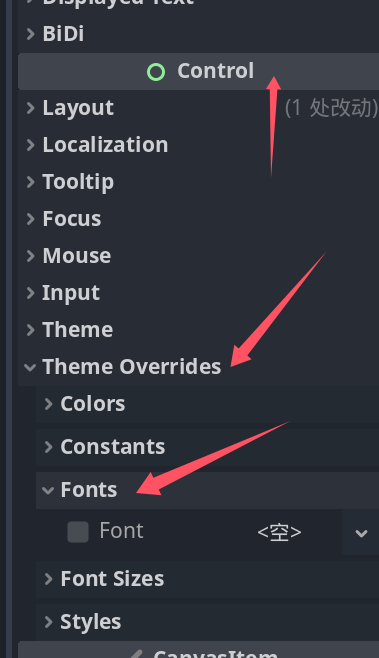 Displayed Text
BiDi
Control
Layout (1 处改动)
Localization
Tooltip
Focus
Mouse
Input
Theme
Theme Overrides
Colors
Constants
Fonts
Font <空>
Font Sizes
Styles
CanvasItem